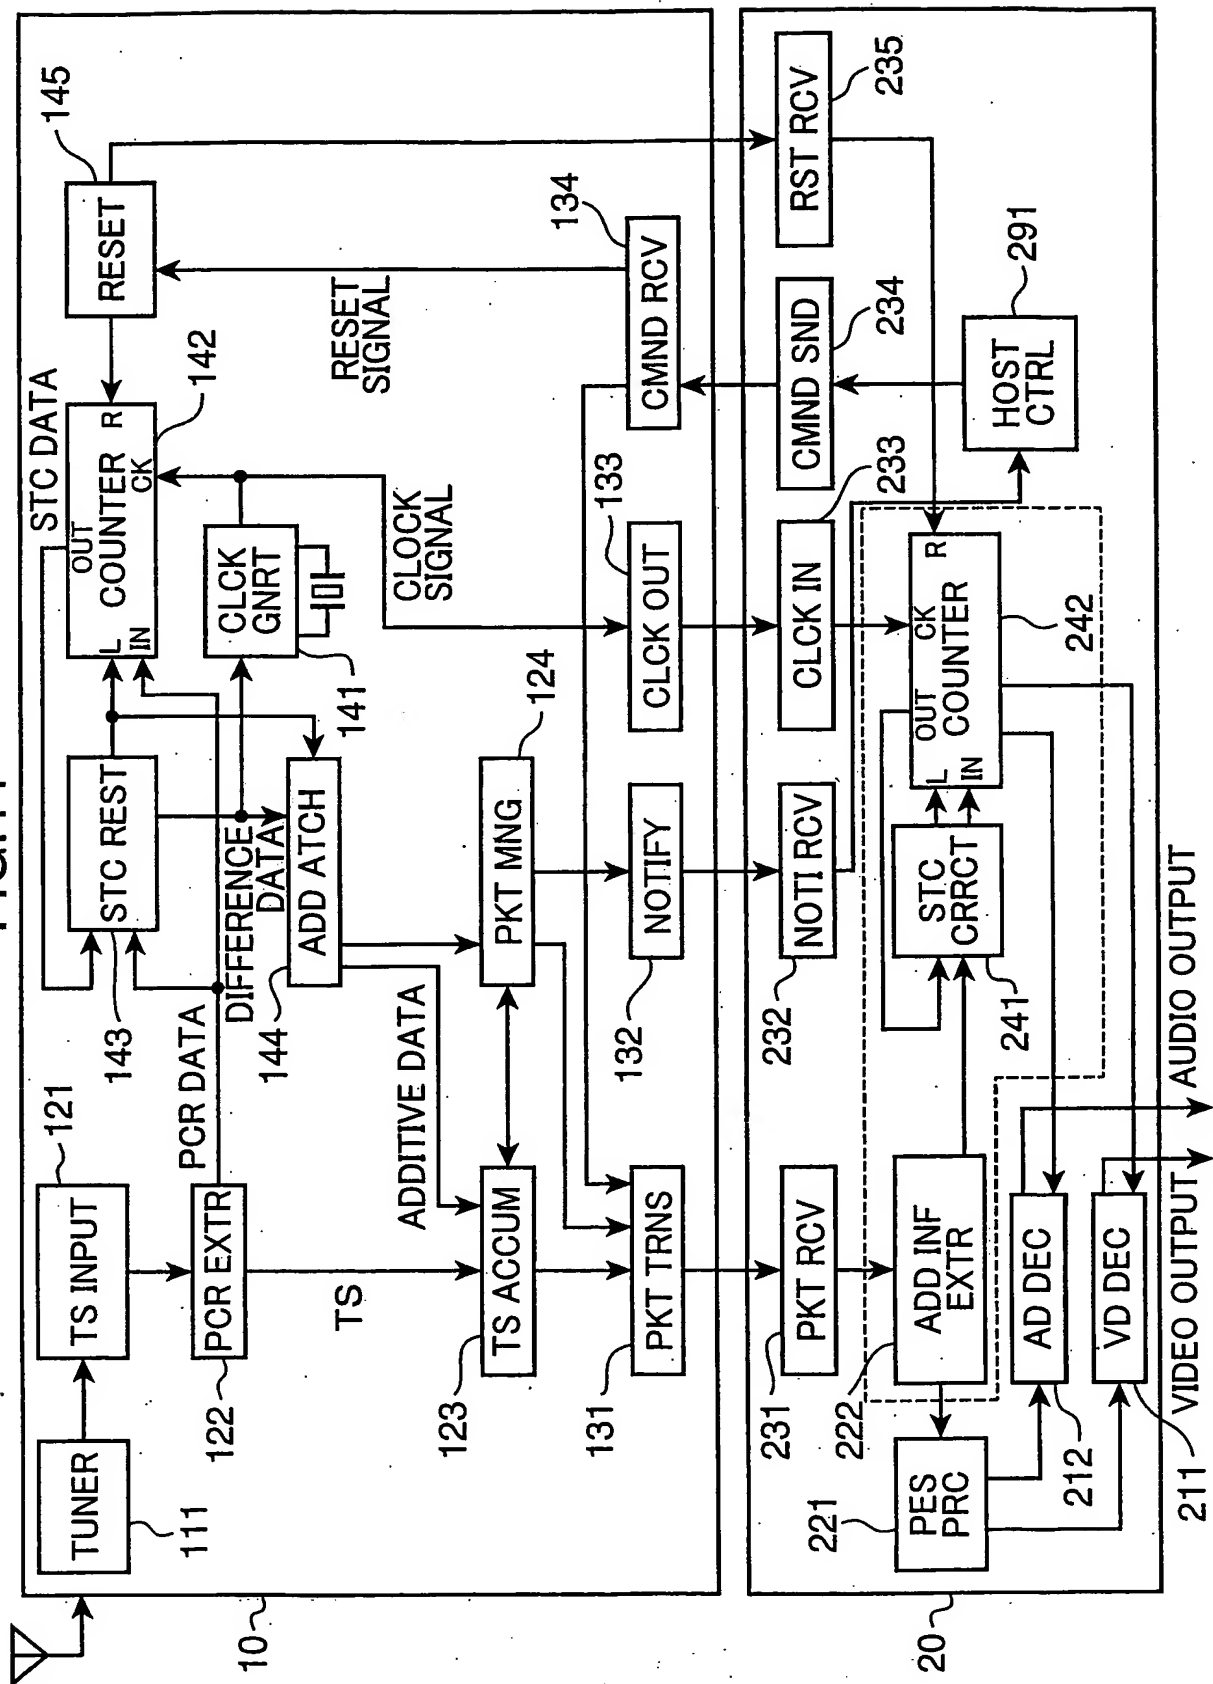 145
RESET
STC DATA
142
OUT
COUNTER
R
L
IN
CK
RESET
SIGNAL
134
CMND RCV
CLCK
GNRT
141
CLOCK
SIGNAL
133
CLCK OUT
STC REST
143
DIFFERENCE
DATA
ADD ATCH
144
124
PKT MNG
NOTIFY
132
121
TS INPUT
PCR DATA
PCR EXTR
122
ADDITIVE DATA
TS
TS ACCUM
123
PKT TRNS
131
TUNER
111
10
RST RCV
235
CMND SND
234
291
HOST
CTRL
233
CLCK IN
NOTI RCV
232
R
CK
OUT
COUNTER
L
IN
242
STC
CRRCT
241
PKT RCV
231
ADD INF
EXTR
222
AD DEC
212
VD DEC
211
PES
PRC
221
20
AUDIO OUTPUT
VIDEO OUTPUT